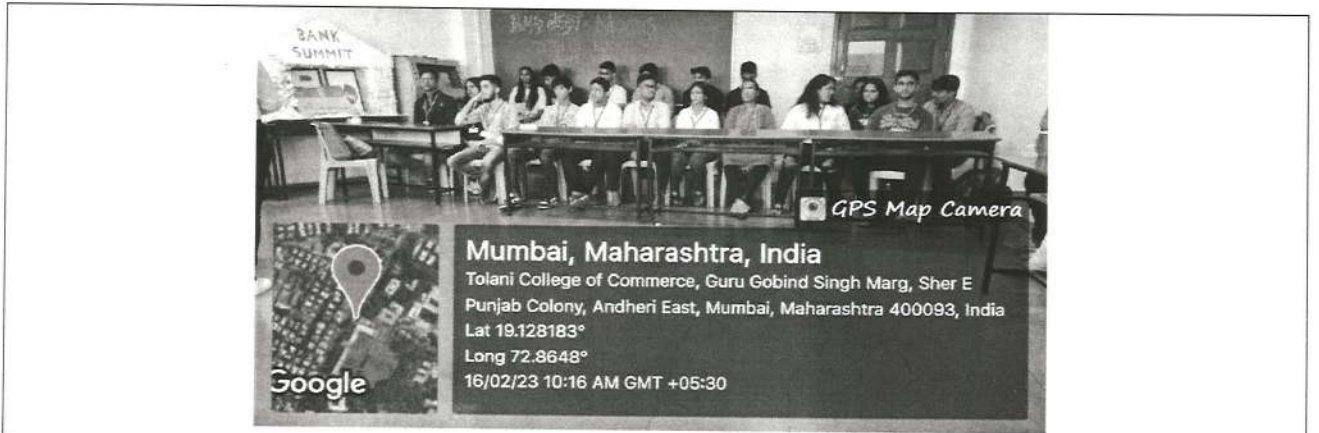 BANK
SUMMIT
GPS Map Camera
Mumbai, Maharashtra, India
Tolani College of Commerce, Guru Gobind Singh Marg, Sher E
Punjab Colony, Andheri East, Mumbai, Maharashtra 400093, India
Lat 19.128183°
Long 72.8648°
16/02/23 10:16 AM GMT +05:30
Google